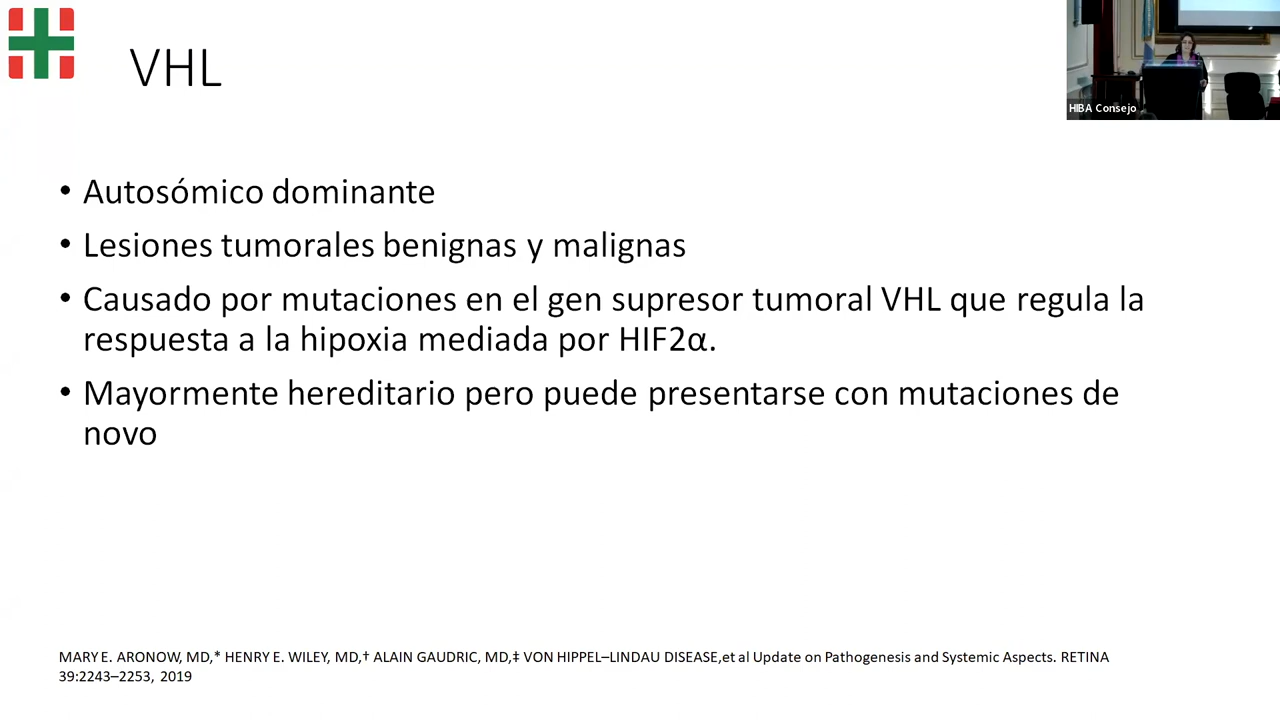 VHL
HIBA Consejo
• Autosómico dominante
• Lesiones tumorales benignas y malignas
• Causado por mutaciones en el gen supresor tumoral VHL que regula la
respuesta a la hipoxia mediada por HIF2α.
• Mayormente hereditario pero puede presentarse con mutaciones de
novo
MARY E. ARONOW, MD,* HENRY E. WILEY, MD,† ALAIN GAUDRIC, MD,‡ VON HIPPEL–LINDAU DISEASE,et al Update on Pathogenesis and Systemic Aspects. RETINA
39:2243–2253, 2019